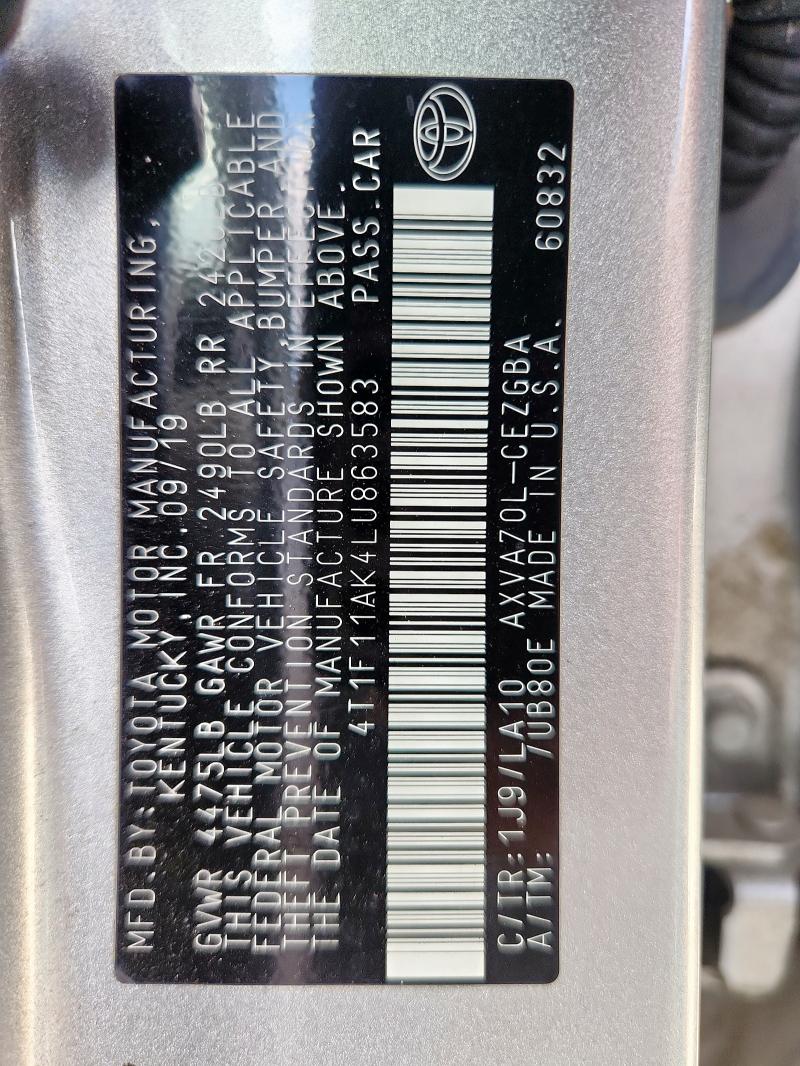 MFD.BY:TOYOTA MOTOR MANUFACTURING,
KENTUCKY, INC.09/19
GVWR 4475LB GAWR FR 2490LB RR
THIS VEHICLE CONFORMS TO ALL APPLICABLE
FEDERAL MOTOR VEHICLE SAFETY,BUMPER AND
THEFT PREVENTION STANDARDS IN EFFECT ON
THE DATE OF MANUFACTURE SHOWN ABOVE.
4T1F11AK4LU863583 PASS.CAR
C/TR:1J9/LA10 AXVA70L-CEZGBA
A/TM: /UB80E MADE IN U.S.A. 60832